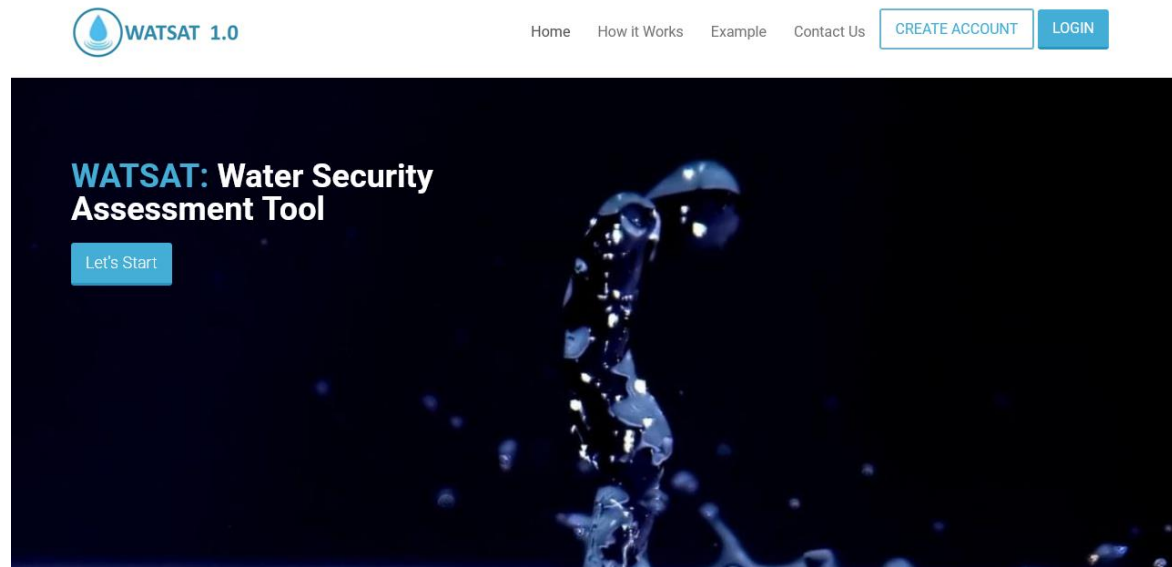 WATSAT 1.0
Home How it Works Example Contact Us CREATE ACCOUNT LOGIN
WATSAT: Water Security
Assessment Tool
Let's Start